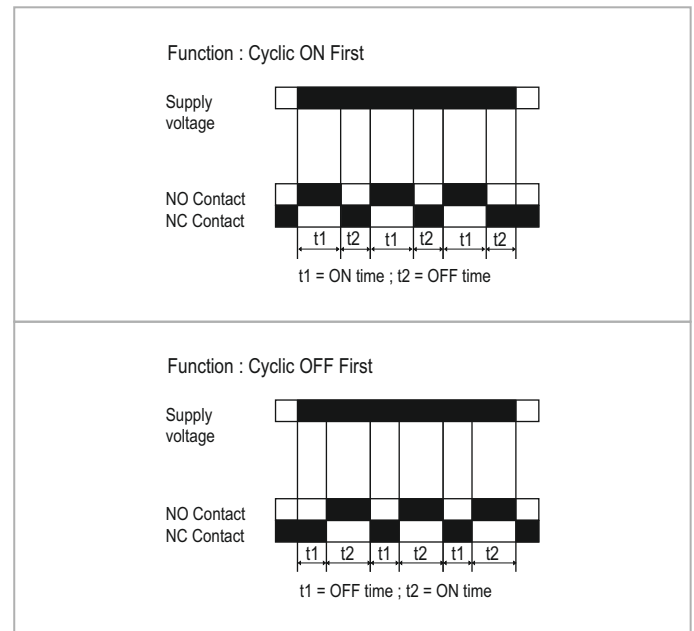 Function : Cyclic ON First
Supply
voltage
NO Contact
NC Contact
t1 t2 t1 t2 t1 t2
t1 = ON time ; t2 = OFF time
Function : Cyclic OFF First
Supply
voltage
NO Contact
NC Contact
t1 t2 t1 t2 t1 t2
t1 = OFF time ; t2 = ON time